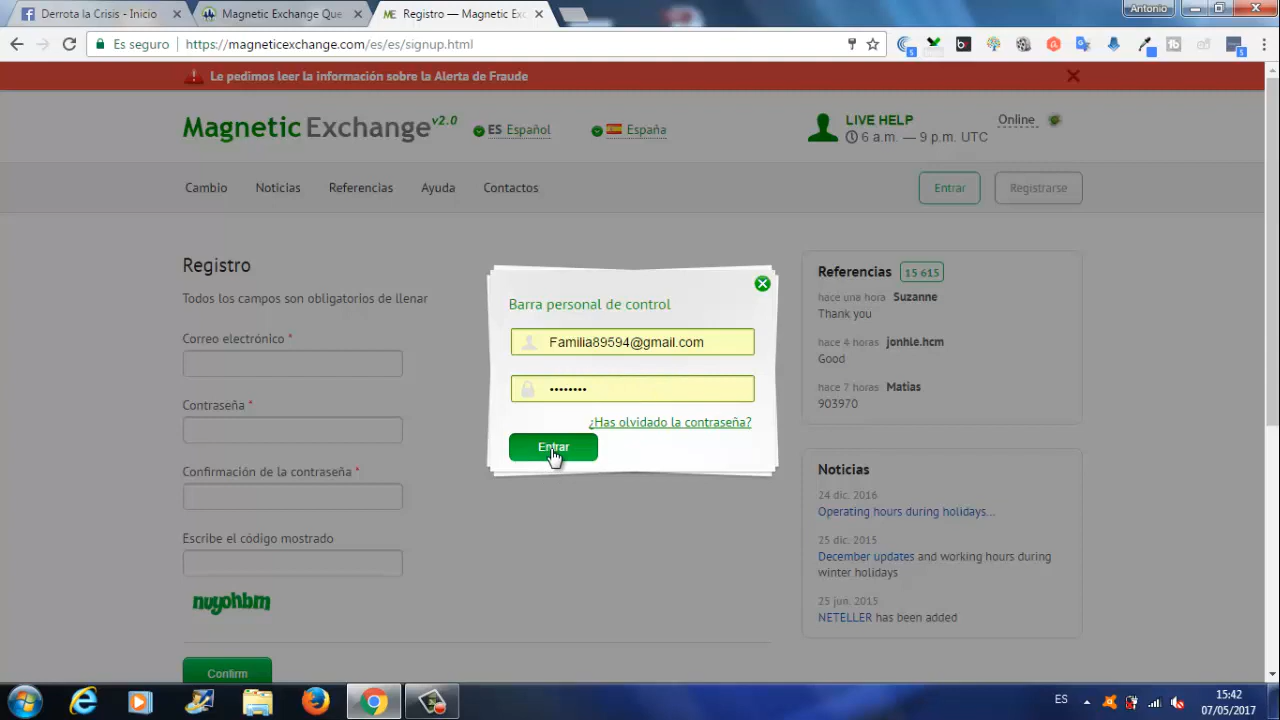 Derrota la Crisis - Inicio
Magnetic Exchange Que
Registro — Magnetic Exc
Antonio
Es seguro
https://magneticexchange.com/es/es/signup.html
Le pedimos leer la información sobre la Alerta de Fraude
Magnetic Exchange v2.0
ES Español
España
LIVE HELP
6 a.m. — 9 p.m. UTC
Online
Cambio
Noticias
Referencias
Ayuda
Contactos
Entrar
Registrarse
Registro
Todos los campos son obligatorios de llenar
Correo electrónico *
Contraseña *
Confirmación de la contraseña *
Escribe el código mostrado
nuyohbm
Confirm
Barra personal de control
Familia89594@gmail.com
••••••••
¿Has olvidado la contraseña?
Entrar
Referencias 15 615
hace una hora Suzanne
Thank you
hace 4 horas jonhle.hcm
Good
hace 7 horas Matias
903970
Noticias
24 dic. 2016
Operating hours during holidays...
25 dic. 2015
December updates and working hours during
winter holidays
25 jun. 2015
NETELLER has been added
ES
15:42
07/05/2017